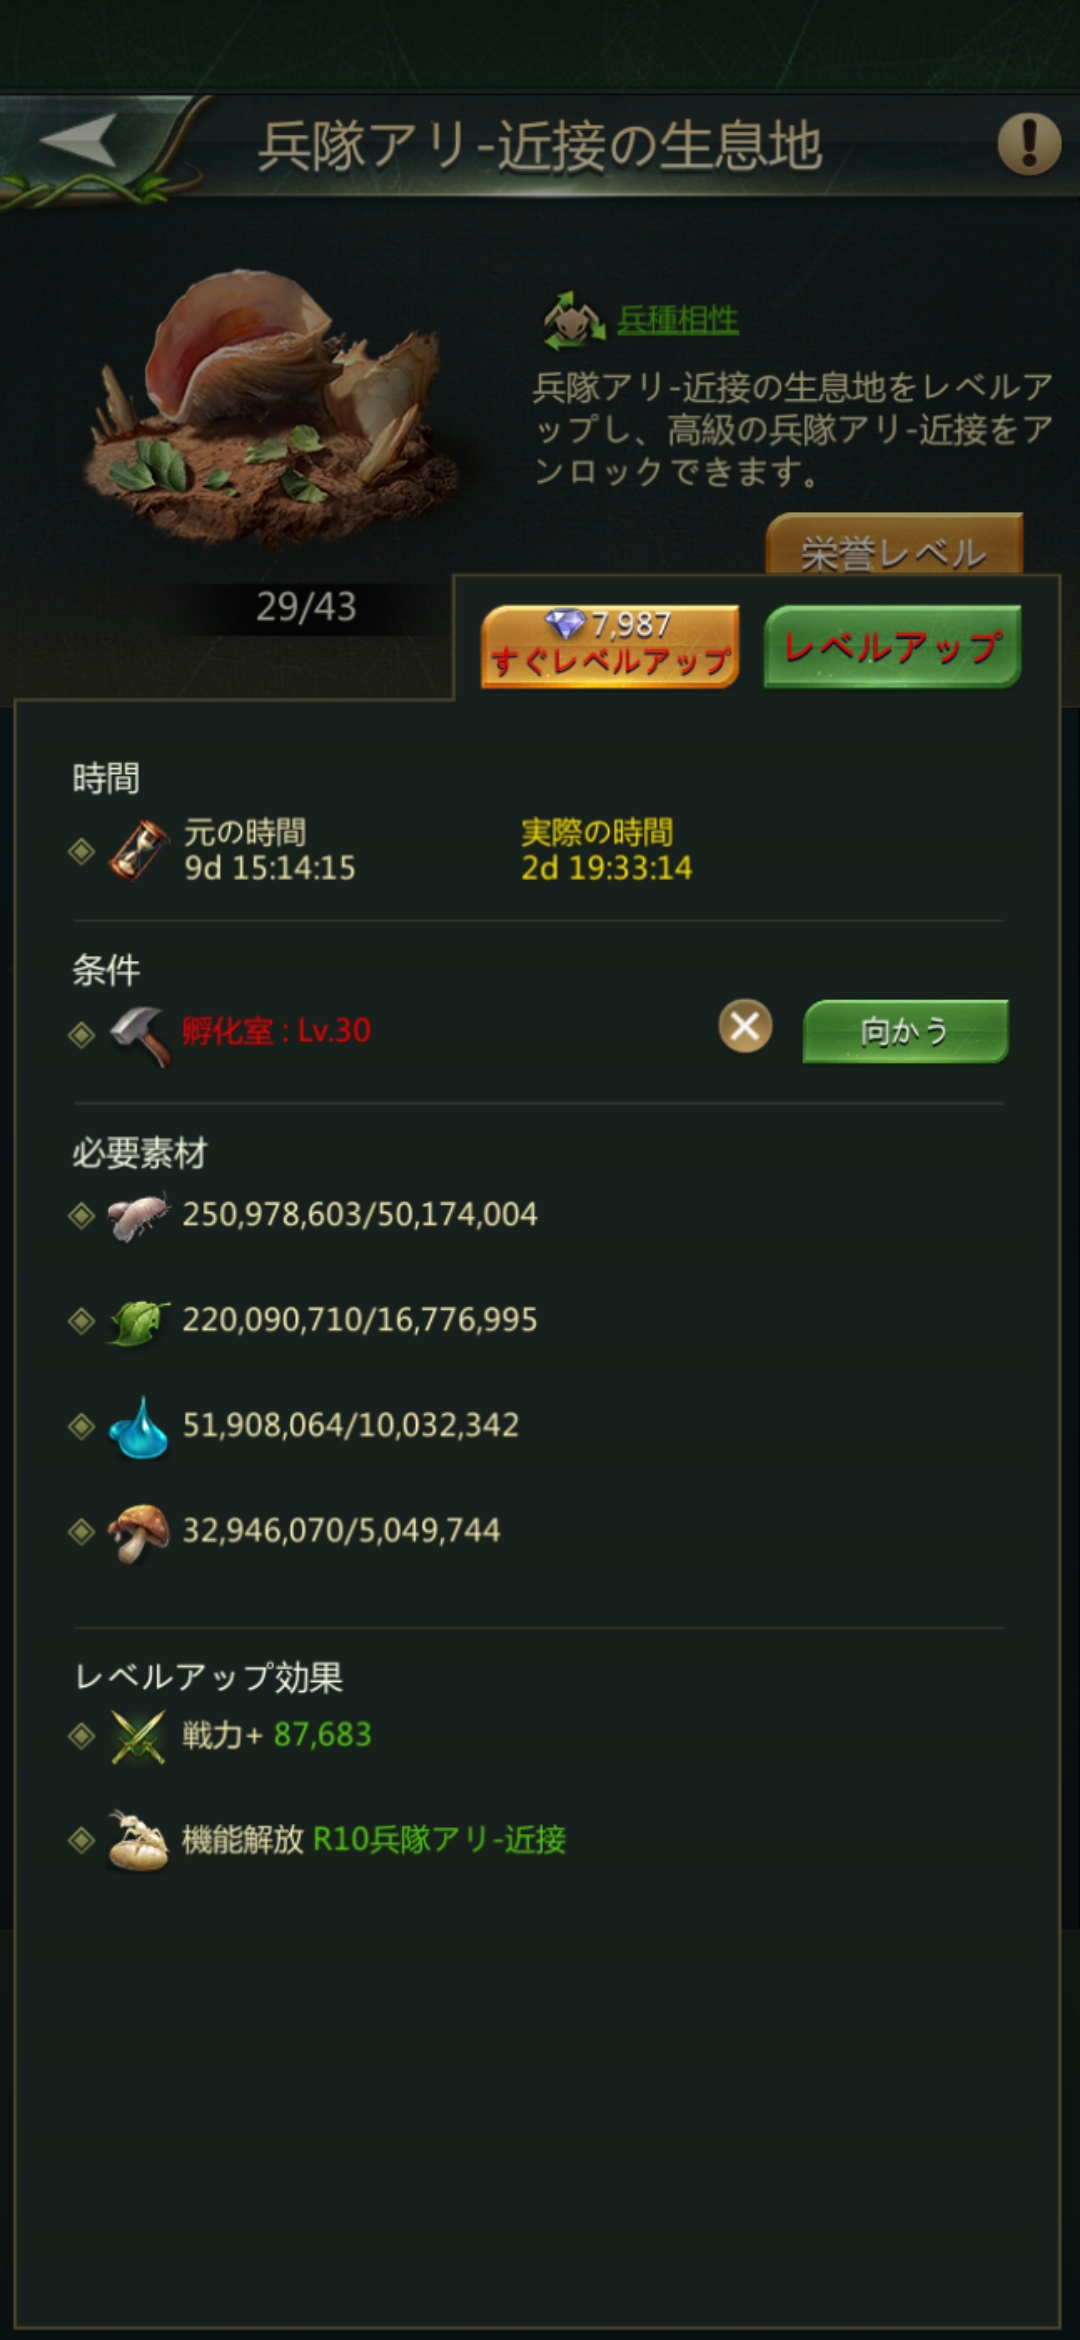 兵隊アリ-近接の生息地
兵種相性
兵隊アリ-近接の生息地をレベルア
ップし、高級の兵隊アリ-近接をア
ンロックできます。
栄誉レベル
29/43
7,987
すぐレベルアップ
レベルアップ
時間
元の時間
9d 15:14:15
実際の時間
2d 19:33:14
条件
孵化室 : Lv.30
向かう
必要素材
250,978,603/50,174,004
220,090,710/16,776,995
51,908,064/10,032,342
32,946,070/5,049,744
レベルアップ効果
戦力+ 87,683
機能解放 R10兵隊アリ-近接